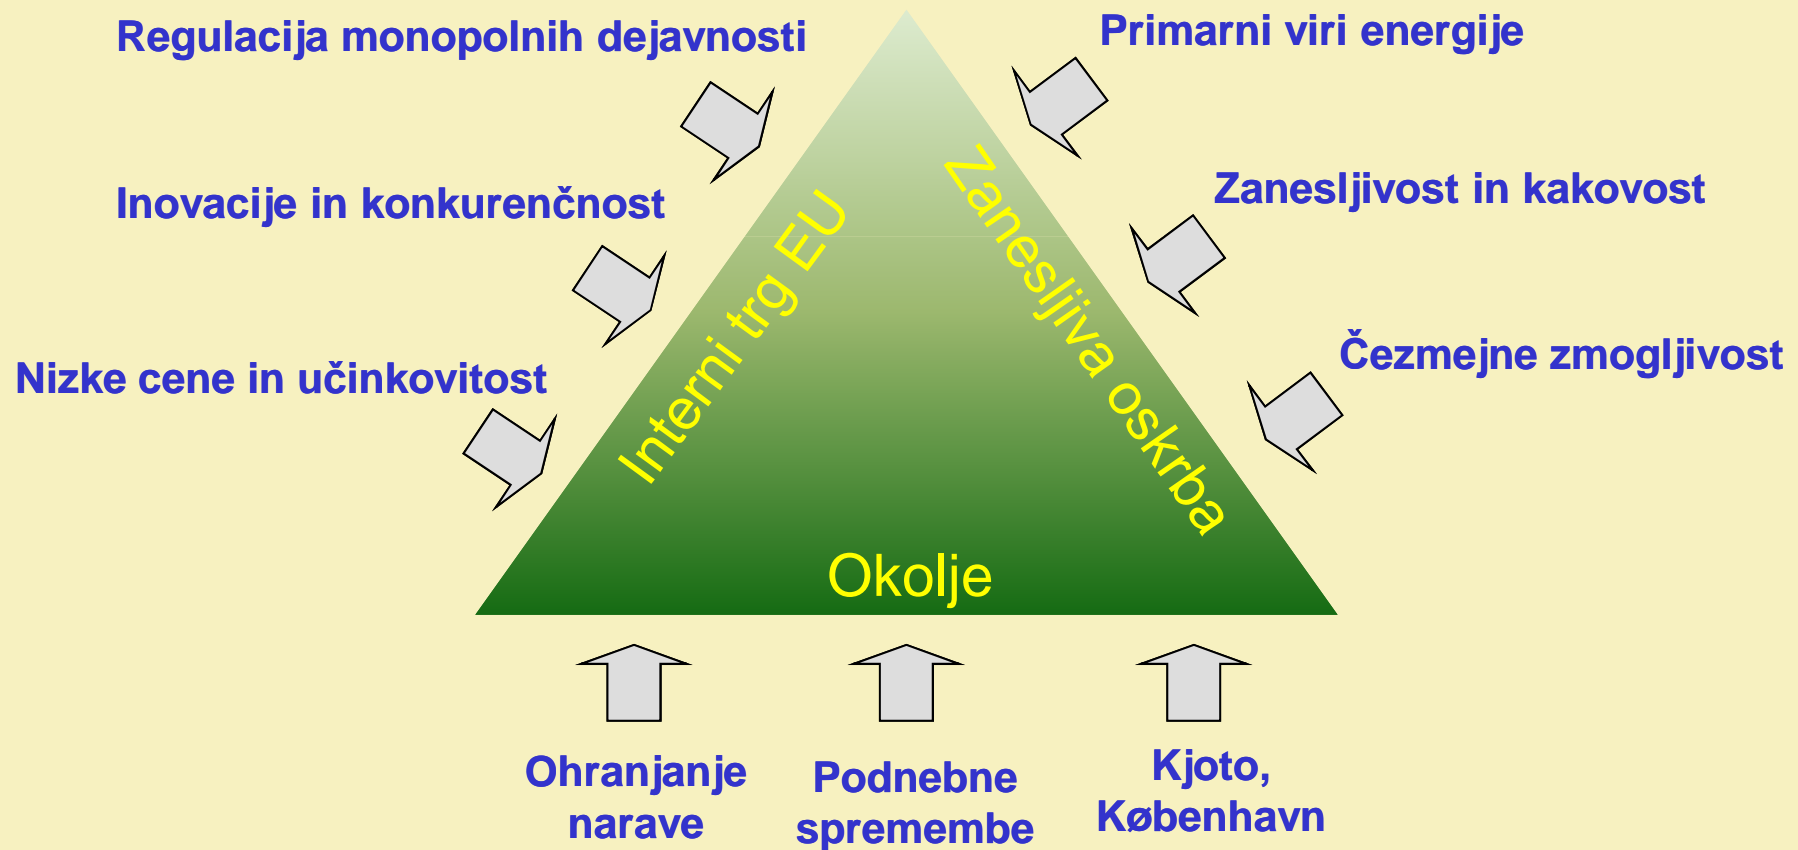 Regulacija monopolnih dejavnosti
Primarni viri energije
Inovacije in konkurenčnost
Zanesljivost in kakovost
Nizke cene in učinkovitost
Čezmejne zmogljivost
Interni trg EU
Zanesljiva oskrba
Okolje
Ohranjanje
narave
Podnebne
spremembe
Kjoto,
København